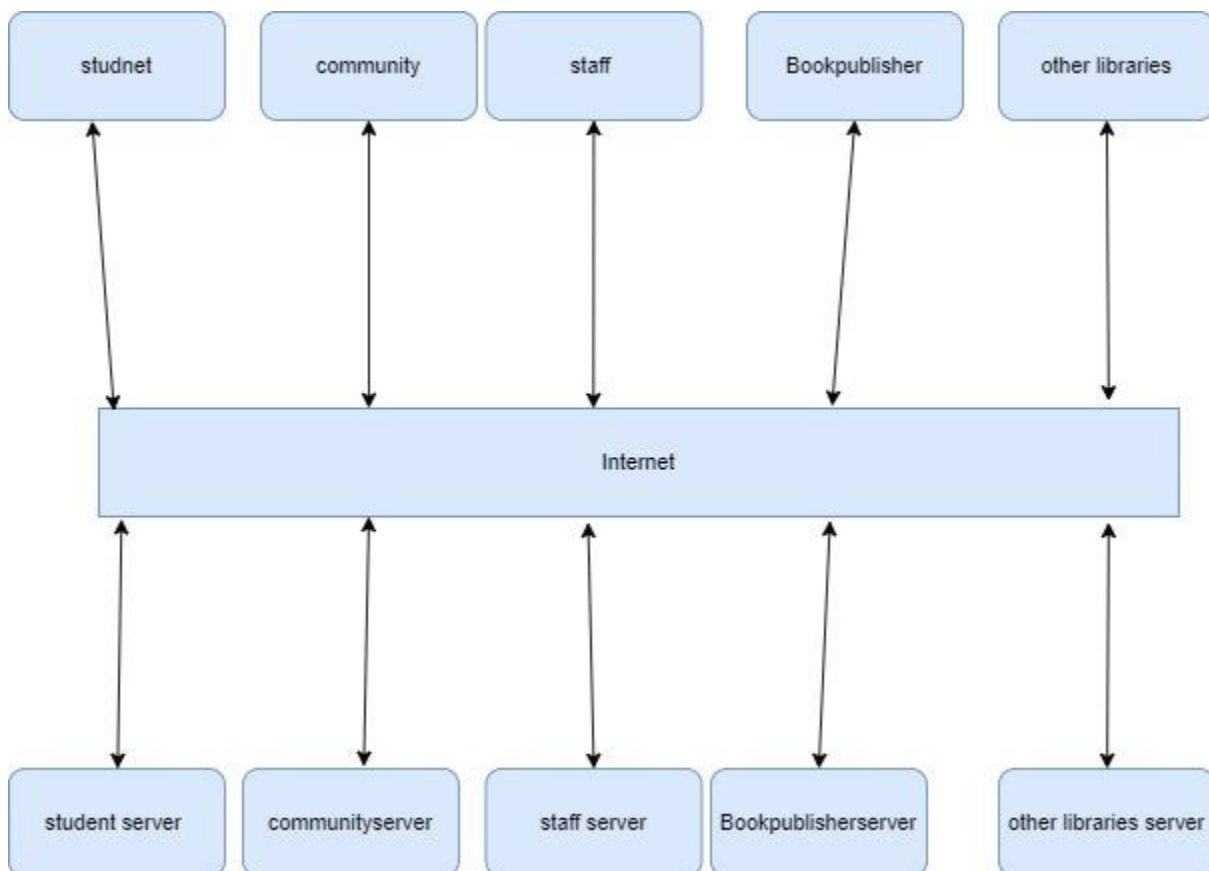 studnet
community
staff
Bookpublisher
other libraries
Internet
student server
communityserver
staff server
Bookpublisherserver
other libraries server